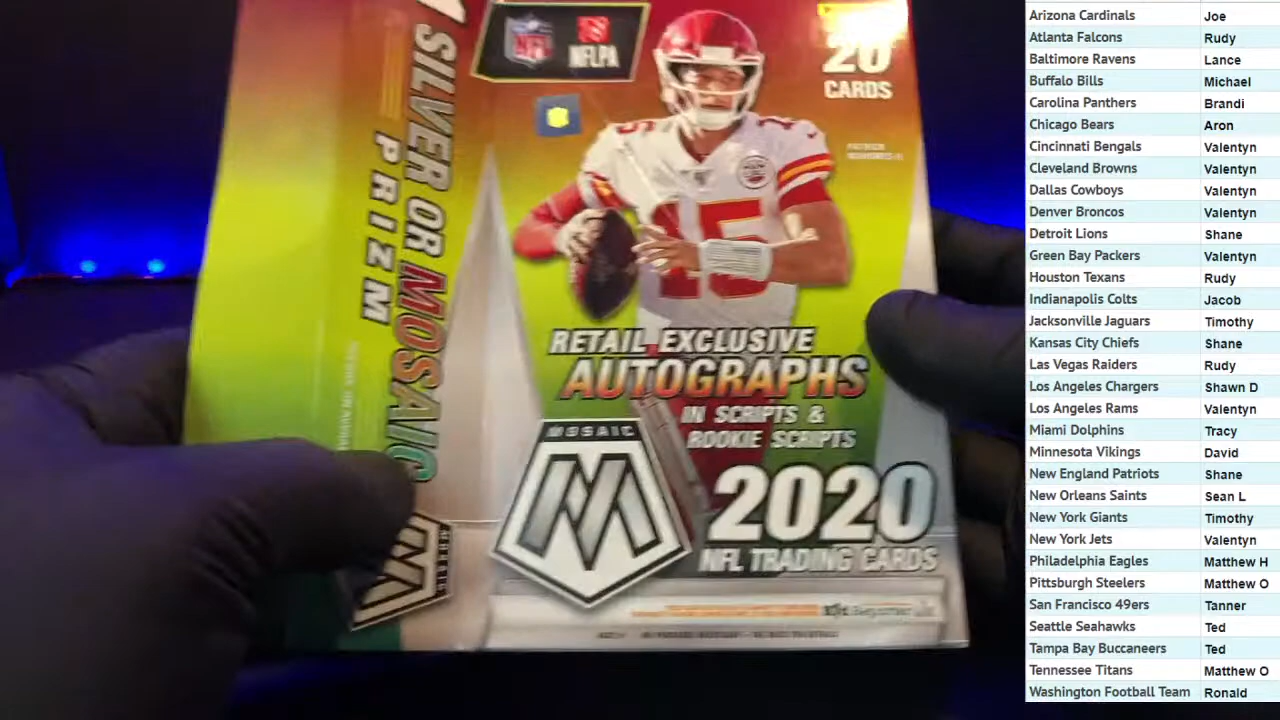 NFL
NFLPA
20
CARDS
PATRICK
MAHOMES II
15
RETAIL EXCLUSIVE
AUTOGRAPHS
IN SCRIPTS &
ROOKIE SCRIPTS
MOSAIC
M
2020
NFL TRADING CARDS
1 SILVER OR MOSAIC
PRIZM
MOSAIC
M
Arizona Cardinals Joe
Atlanta Falcons Rudy
Baltimore Ravens Lance
Buffalo Bills Michael
Carolina Panthers Brandi
Chicago Bears Aron
Cincinnati Bengals Valentyn
Cleveland Browns Valentyn
Dallas Cowboys Valentyn
Denver Broncos Valentyn
Detroit Lions Shane
Green Bay Packers Valentyn
Houston Texans Rudy
Indianapolis Colts Jacob
Jacksonville Jaguars Timothy
Kansas City Chiefs Shane
Las Vegas Raiders Rudy
Los Angeles Chargers Shawn D
Los Angeles Rams Valentyn
Miami Dolphins Tracy
Minnesota Vikings David
New England Patriots Shane
New Orleans Saints Sean L
New York Giants Timothy
New York Jets Valentyn
Philadelphia Eagles Matthew H
Pittsburgh Steelers Matthew O
San Francisco 49ers Tanner
Seattle Seahawks Ted
Tampa Bay Buccaneers Ted
Tennessee Titans Matthew O
Washington Football Team Ronald